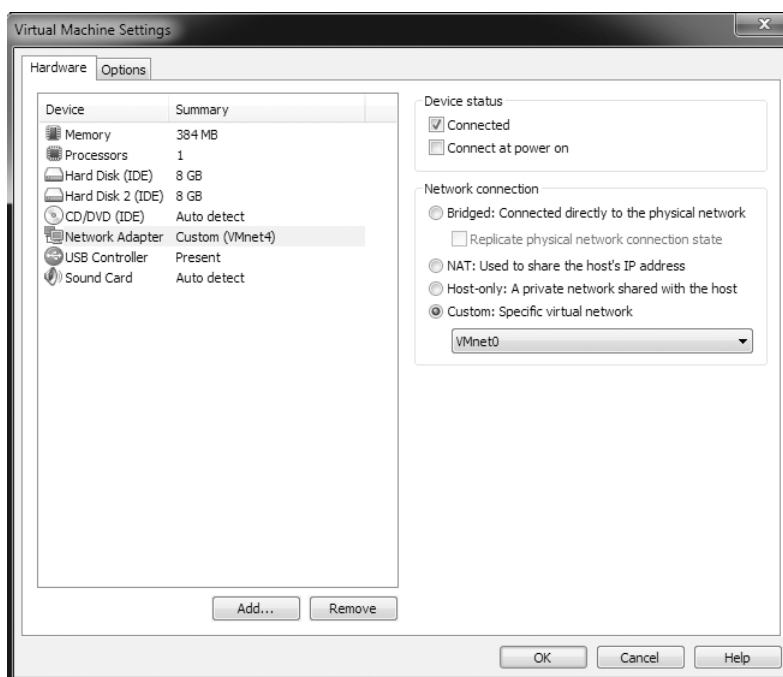 Virtual Machine Settings
x
Hardware Options
Device Summary
Memory 384 MB
Processors 1
Hard Disk (IDE) 8 GB
Hard Disk 2 (IDE) 8 GB
CD/DVD (IDE) Auto detect
Network Adapter Custom (VMnet4)
USB Controller Present
Sound Card Auto detect
Add... Remove
Device status
Connected
Connect at power on
Network connection
Bridged: Connected directly to the physical network
Replicate physical network connection state
NAT: Used to share the host's IP address
Host-only: A private network shared with the host
Custom: Specific virtual network
VMnet0
OK Cancel Help